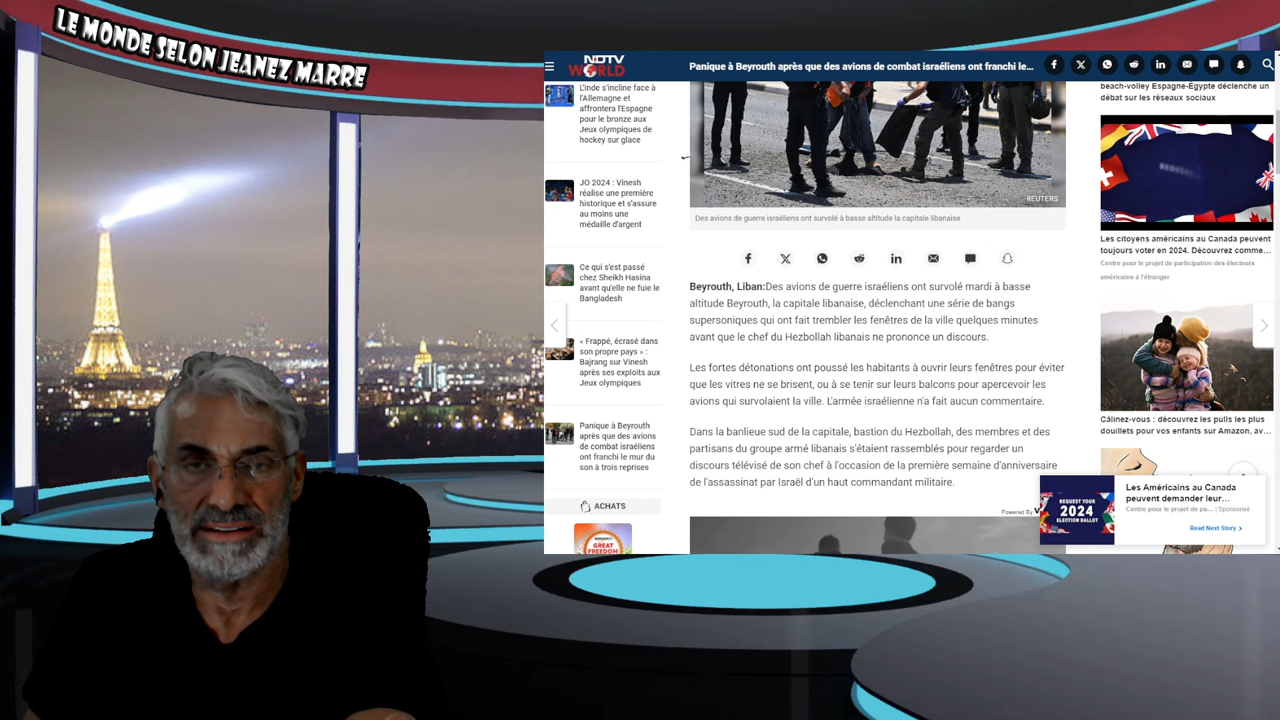 LE MONDE SELON JEANEZ MARRE
NDTV
WORLD
Panique à Beyrouth après que des avions de combat israéliens ont franchi le...
L'Inde s'incline face à
l'Allemagne et
affrontera l'Espagne
pour le bronze aux
Jeux olympiques de
hockey sur glace
JO 2024 : Vinesh
réalise une première
historique et s'assure
au moins une
médaille d'argent
Ce qui s'est passé
chez Sheikh Hasina
avant qu'elle ne fuie le
Bangladesh
« Frappé, écrasé dans
son propre pays » :
Bajrang sur Vinesh
après ses exploits aux
Jeux olympiques
Panique à Beyrouth
après que des avions
de combat israéliens
ont franchi le mur du
son à trois reprises
ACHATS
GREAT
FREEDOM
REUTERS
Des avions de guerre israéliens ont survolé à basse altitude la capitale libanaise
Beyrouth, Liban:Des avions de guerre israéliens ont survolé mardi à basse
altitude Beyrouth, la capitale libanaise, déclenchant une série de bangs
supersoniques qui ont fait trembler les fenêtres de la ville quelques minutes
avant que le chef du Hezbollah libanais ne prononce un discours.
Les fortes détonations ont poussé les habitants à ouvrir leurs fenêtres pour éviter
que les vitres ne se brisent, ou à se tenir sur leurs balcons pour apercevoir les
avions qui survolaient la ville. L'armée israélienne n'a fait aucun commentaire.
Dans la banlieue sud de la capitale, bastion du Hezbollah, des membres et des
partisans du groupe armé libanais s'étaient rassemblés pour regarder un
discours télévisé de son chef à l'occasion de la première semaine d'anniversaire
de l'assassinat par Israël d'un haut commandant militaire.
Powered By
beach-volley Espagne-Égypte déclenche un
débat sur les réseaux sociaux
Les citoyens américains au Canada peuvent
toujours voter en 2024. Découvrez comme...
Centre pour le projet de participation des électeurs
américains à l'étranger
Câlinez-vous : découvrez les pulls les plus
douillets pour vos enfants sur Amazon, av...
REQUEST YOUR
2024
ELECTION BALLOT
Les Américains au Canada
peuvent demander leur...
Centre pour le projet de pa... | Sponsorisé
Read Next Story